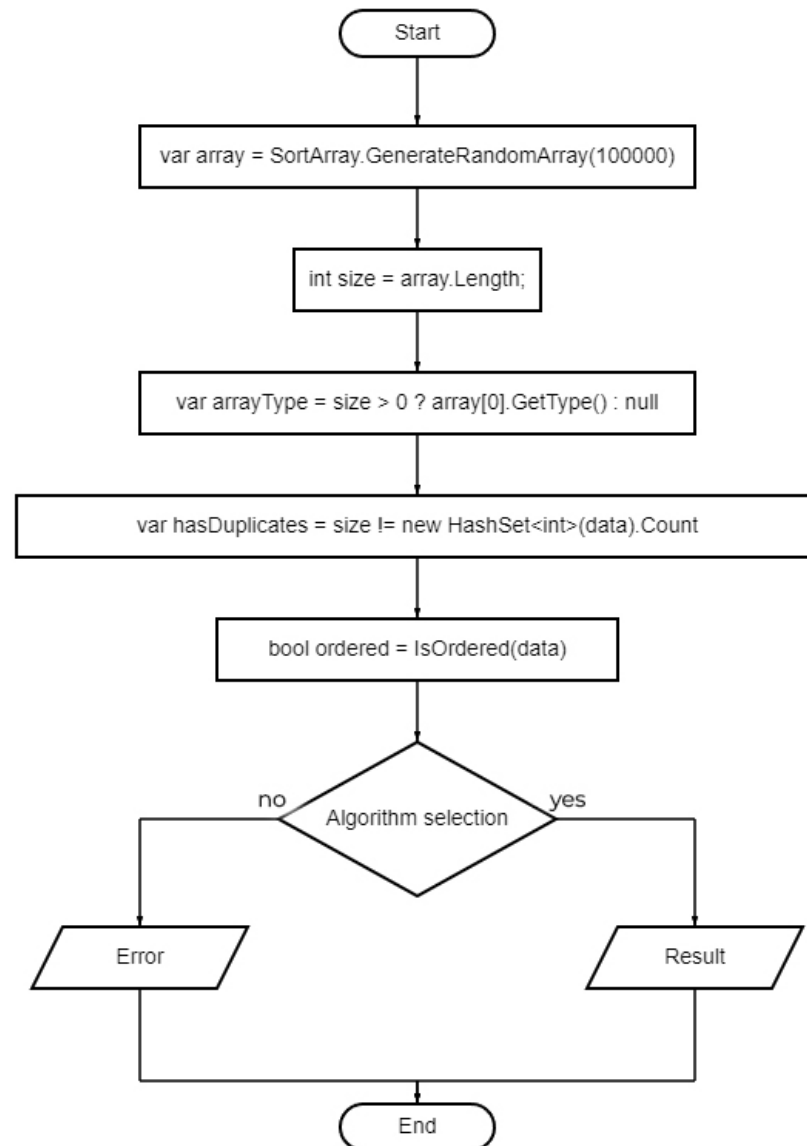 Start
var array = SortArray.GenerateRandomArray(100000)
int size = array.Length;
var arrayType = size > 0 ? array[0].GetType() : null
var hasDuplicates = size != new HashSet<int>(data).Count
bool ordered = IsOrdered(data)
no
yes
Algorithm selection
Error
Result
End